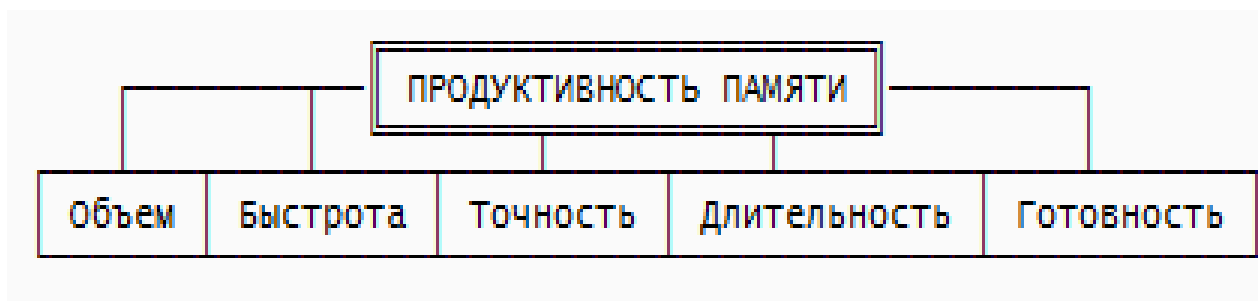 ПРОДУКТИВНОСТЬ ПАМЯТИ
Объем Быстрота Точность Длительность Готовность